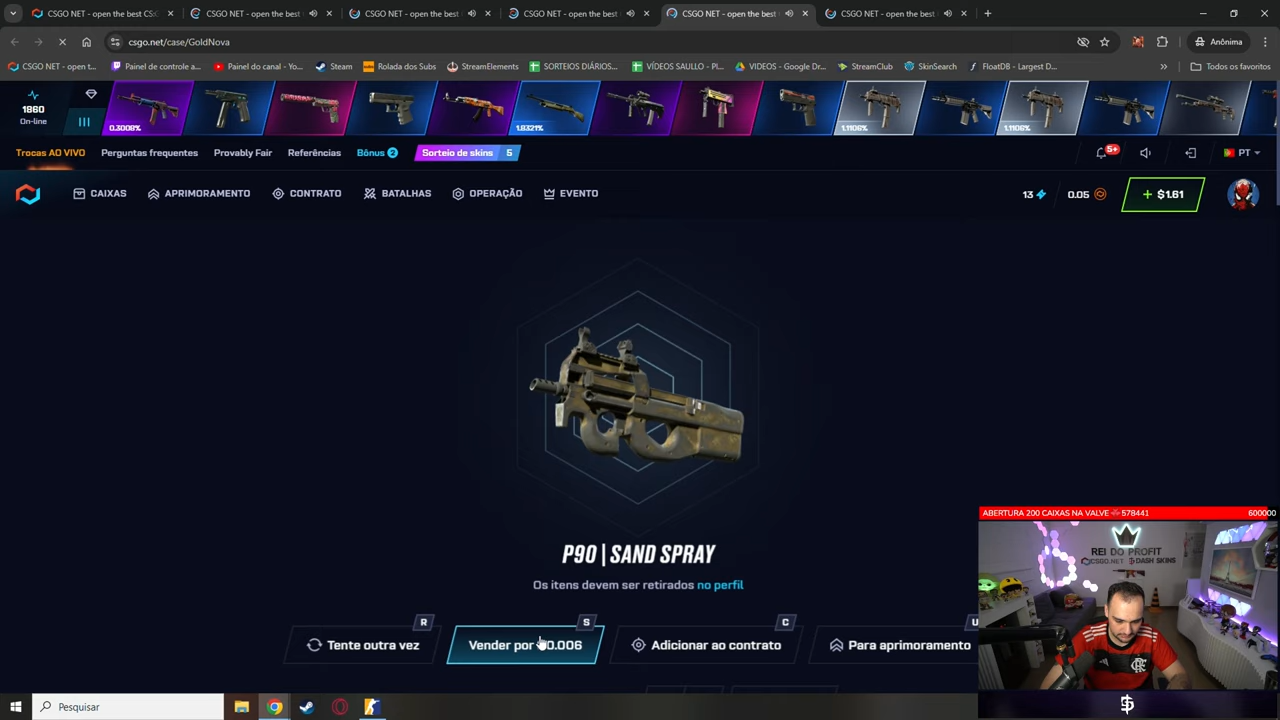 CSGO NET - open the best CS:
CSGO NET - open the best
CSGO NET - open the best
CSGO NET - open the best
CSGO NET - open the best
CSGO NET - open the best
csgo.net/case/GoldNova
Anônima
CSGO NET - open t...
Painel de controle a...
Painel do canal - Yo...
Steam
Rolada dos Subs
StreamElements
SORTEIOS DIÁRIOS...
VÍDEOS SAULLO - PI...
VIDEOS - Google Dr...
StreamClub
SkinSearch
FloatDB - Largest D...
Todos os favoritos
1860
On-line
0.3008%
1.8321%
1.1106%
1.1106%
Trocas AO VIVO
Perguntas frequentes
Provably Fair
Referências
Bônus 2
Sorteio de skins 5
5+
PT
CAIXAS
APRIMORAMENTO
CONTRATO
BATALHAS
OPERAÇÃO
EVENTO
13
0.05
+ $1.61
P90 | SAND SPRAY
Os itens devem ser retirados no perfil
R
S
C
U
Tente outra vez
Vender por $0.006
Adicionar ao contrato
Para aprimoramento
ABERTURA 200 CAIXAS NA VALVE 578441
600000
REI DO PROFIT
CSGO.NET DASH SKINS
Pesquisar